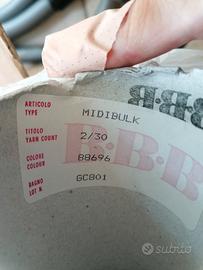 B·B·B
ARTICOLO
TYPE
MIDIBULK
TITOLO
YARN COUNT
2/30
COLORE
COLOUR
88696
B·B·B
BAGNO
LOT N.
GC801
subito